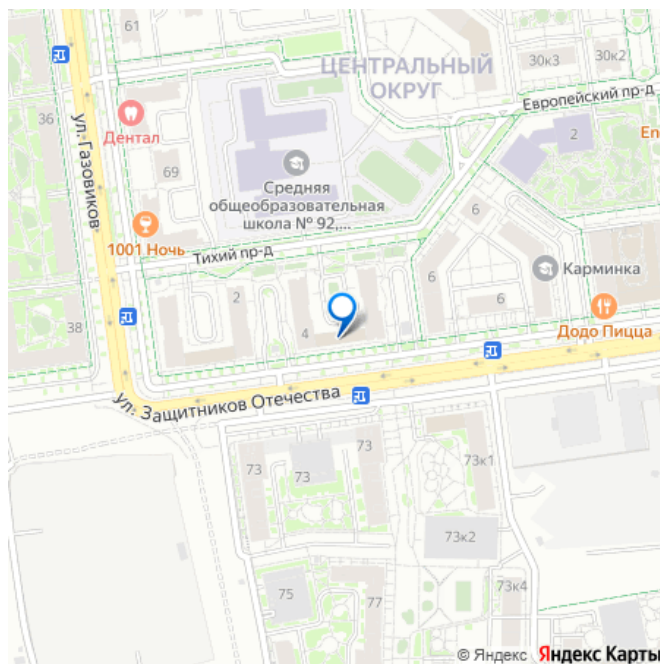 61
30к3
30к2
ЦЕНТРАЛЬНЫЙ
ОКРУГ
Европейский пр-д
36
ул. Газовиков
Дентал
2
En
69
Средняя
общеобразовательная
школа № 92,...
1001 Ночь
Тихий пр-д
6
6
Карминка
2
6
38
4
Додо Пицца
ул. Защитников Отечества
73
73
73
73к1
73к2
75
77
73к4
© Яндекс Яндекс Карты